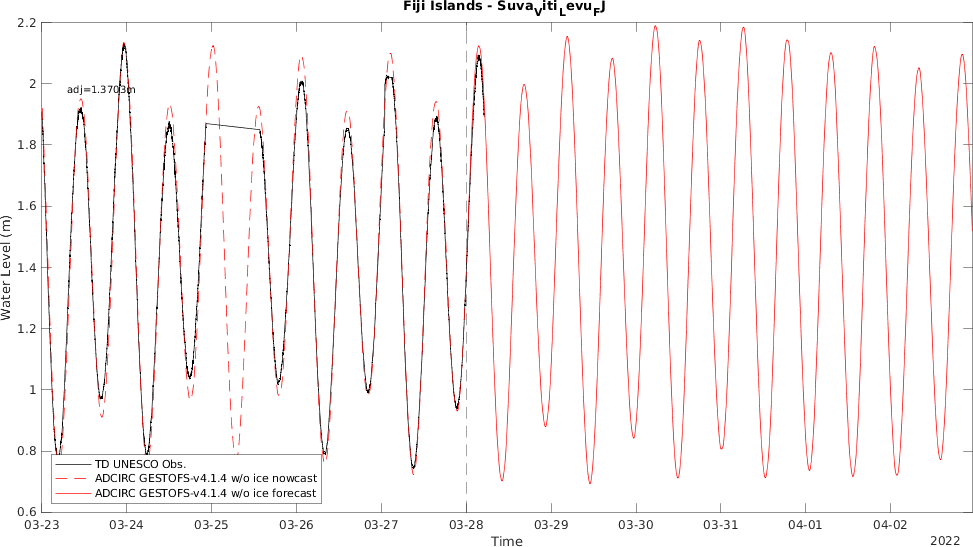 Fiji Islands - SuvaVitiLevuFJ
2.2
2
1.8
1.6
1.4
1.2
1
0.8
0.6
Water Level (m)
adj=1.3703m
TD UNESCO Obs.
ADCIRC GESTOFS-v4.1.4 w/o ice nowcast
ADCIRC GESTOFS-v4.1.4 w/o ice forecast
03-23 03-24 03-25 03-26 03-27 03-28 03-29 03-30 03-31 04-01 04-02
Time
2022